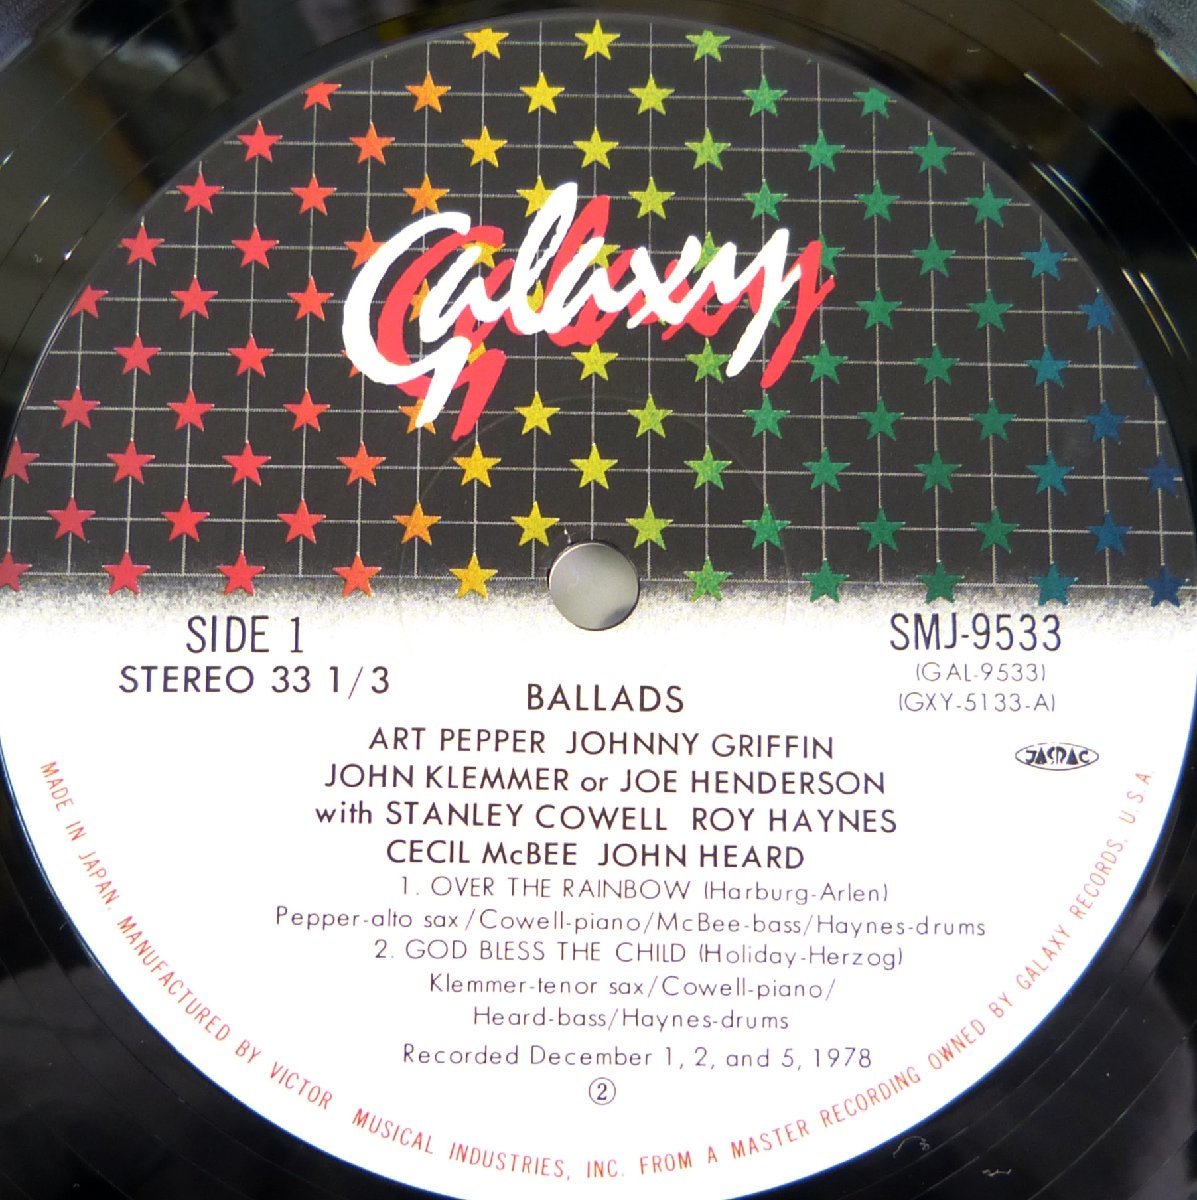 Galaxy
SIDE 1
STEREO 33 1/3
SMJ-9533
(GAL-9533)
(GXY-5133-A)
BALLADS
ART PEPPER JOHNNY GRIFFIN
JOHN KLEMMER or JOE HENDERSON
with STANLEY COWELL ROY HAYNES
CECIL McBEE JOHN HEARD
JASRAC
1. OVER THE RAINBOW (Harburg-Arlen)
Pepper-alto sax/Cowell-piano/McBee-bass/Haynes-drums
2. GOD BLESS THE CHILD (Holiday-Herzog)
Klemmer-tenor sax/Cowell-piano/
Heard-bass/Haynes-drums
Recorded December 1, 2, and 5, 1978
②
MADE IN JAPAN. MANUFACTURED BY VICTOR MUSICAL INDUSTRIES, INC. FROM A MASTER RECORDING OWNED BY GALAXY RECORDS, U.S.A.